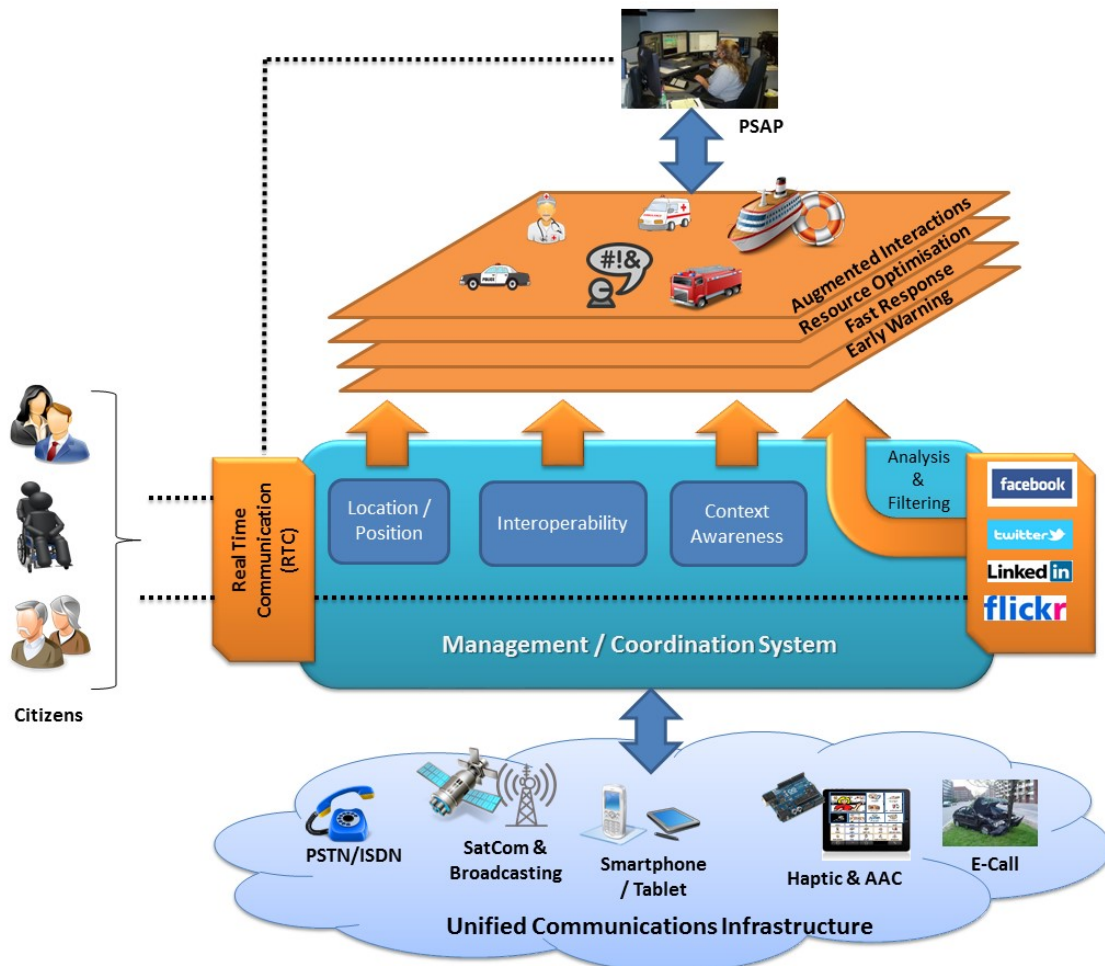 PSAP
#!&
Augmented Interactions
Resource Optimisation
Fast Response
Early Warning
Citizens
Real Time
Communication
(RTC)
Location /
Position
Interoperability
Context
Awareness
Analysis
&
Filtering
facebook
twitter
Linked in
flickr
Management / Coordination System
PSTN/ISDN
SatCom &
Broadcasting
Smartphone
/ Tablet
Haptic & AAC
E-Call
Unified Communications Infrastructure